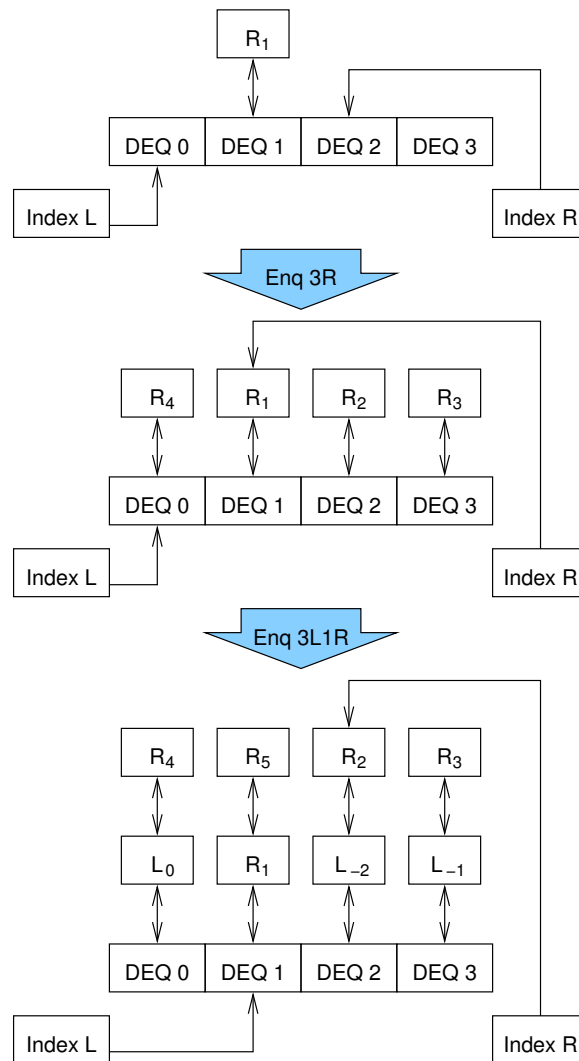 R₁
DEQ 0 DEQ 1 DEQ 2 DEQ 3
Index L Index R
Enq 3R
R₄ R₁ R₂ R₃
DEQ 0 DEQ 1 DEQ 2 DEQ 3
Index L Index R
Enq 3L1R
R₄ R₅ R₂ R₃
L₀ R₁ L₋₂ L₋₁
DEQ 0 DEQ 1 DEQ 2 DEQ 3
Index L Index R